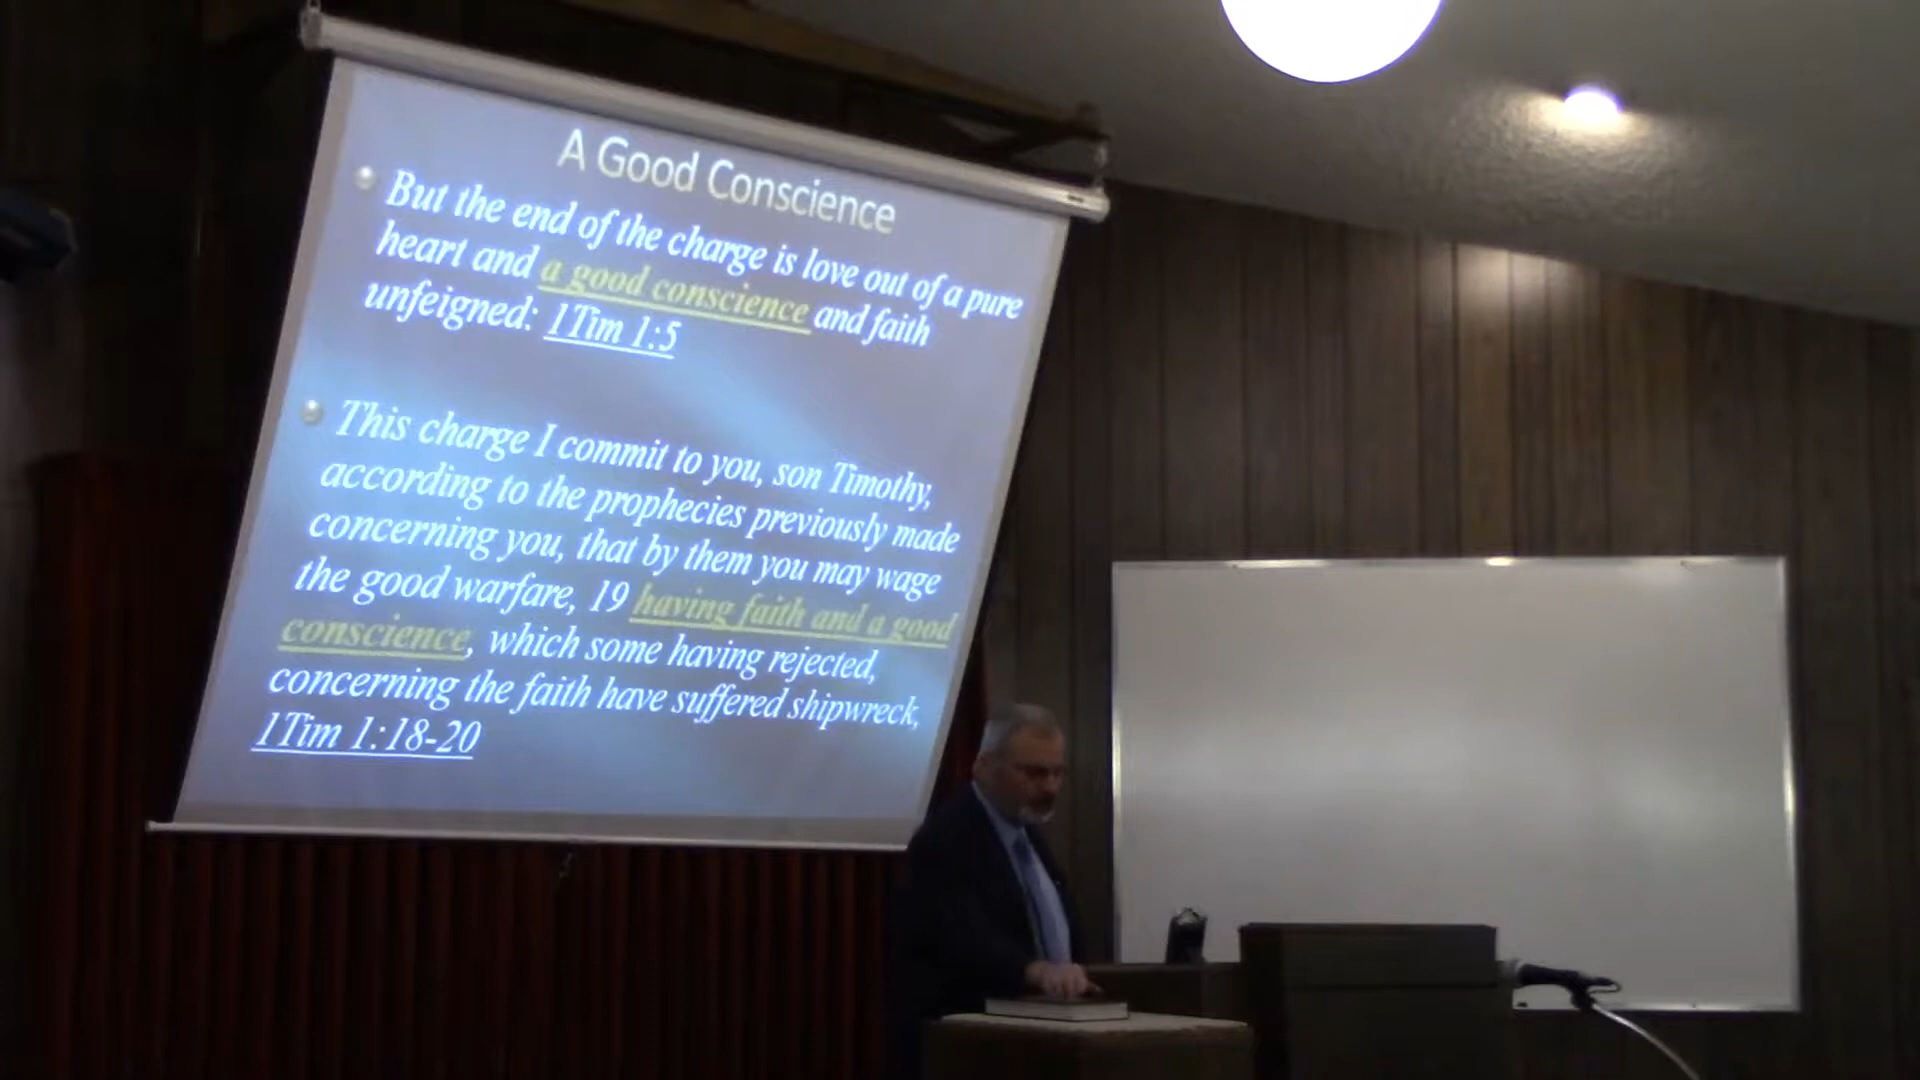 A Good Conscience
But the end of the charge is love out of a pure
heart and a good conscience and faith
unfeigned: 1Tim 1:5
This charge I commit to you, son Timothy,
according to the prophecies previously made
concerning you, that by them you may wage
the good warfare, 19 having faith and a good
conscience, which some having rejected,
concerning the faith have suffered shipwreck,
1Tim 1:18-20